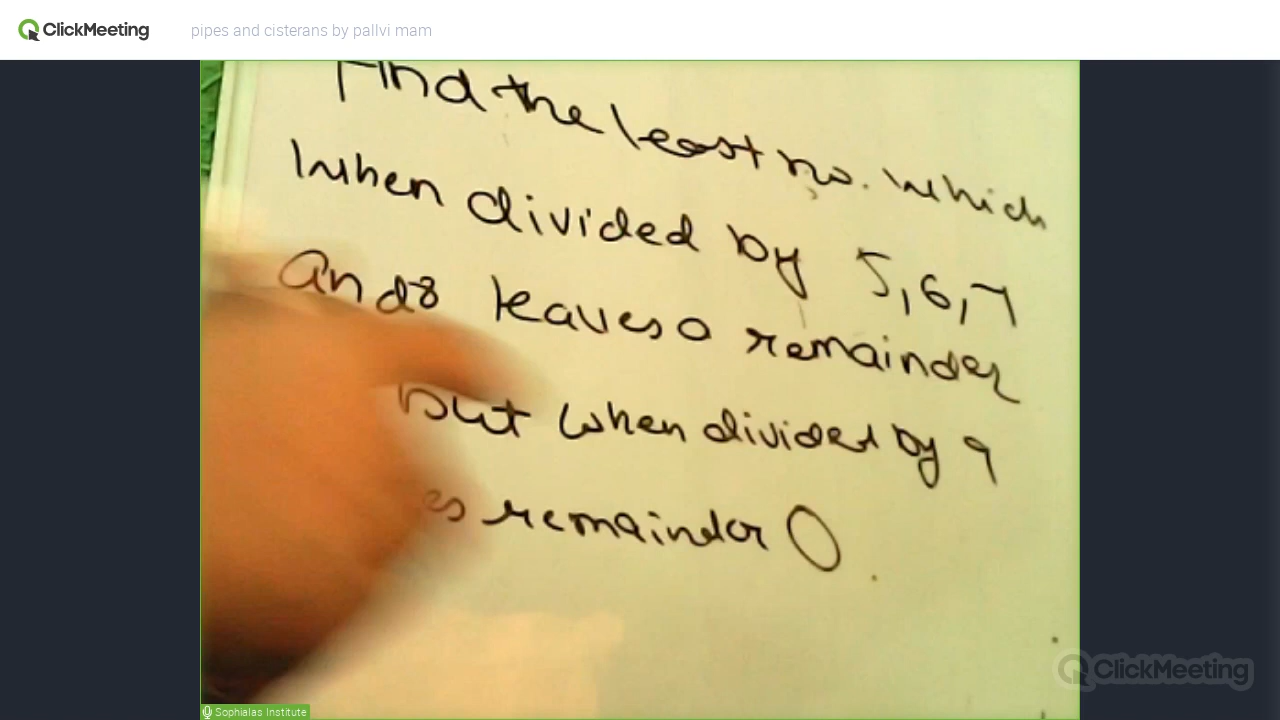 ClickMeeting
pipes and cisterans by pallvi mam
Find the least no. which
when divided by 5, 6, 7
and 8 leaves a remainder
but when divided by 9
es remainder 0
ClickMeeting
Sophialas Institute